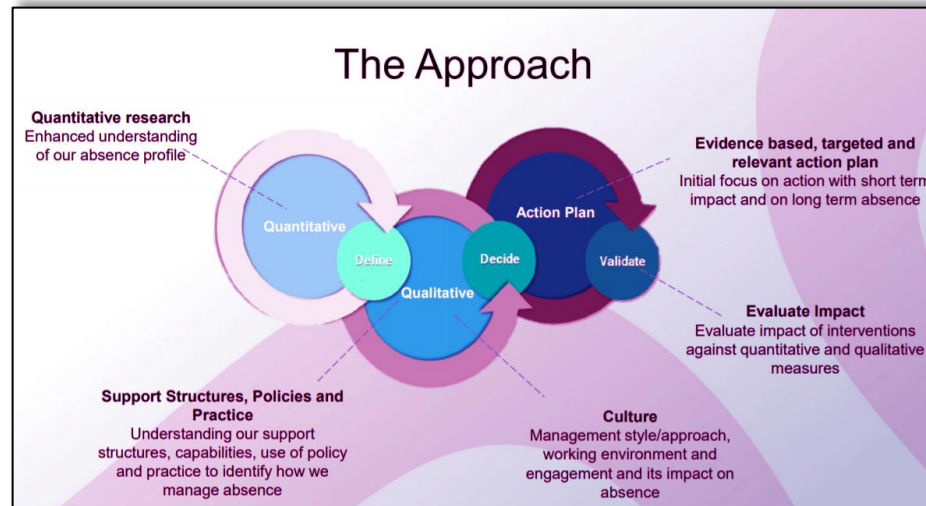 The Approach
Quantitative research
Enhanced understanding
of our absence profile
Quantitative
Define
Qualitative
Decide
Action Plan
Validate
Evidence based, targeted and
relevant action plan
Initial focus on action with short term
impact and on long term absence
Evaluate Impact
Evaluate impact of interventions
against quantitative and qualitative
measures
Support Structures, Policies and
Practice
Understanding our support
structures, capabilities, use of policy
and practice to identify how we
manage absence
Culture
Management style/approach,
working environment and
engagement and its impact on
absence